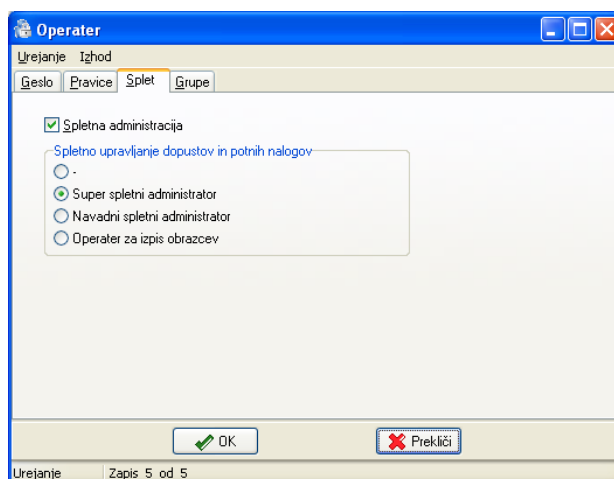 Operater
Urejanje Izhod
Geslo Pravice Splet Grupe
Spletna administracija
Spletno upravljanje dopustov in potnih nalogov
-
Super spletni administrator
Navadni spletni administrator
Operater za izpis obrazcev
OK Prekliči
Urejanje Zapis 5 od 5